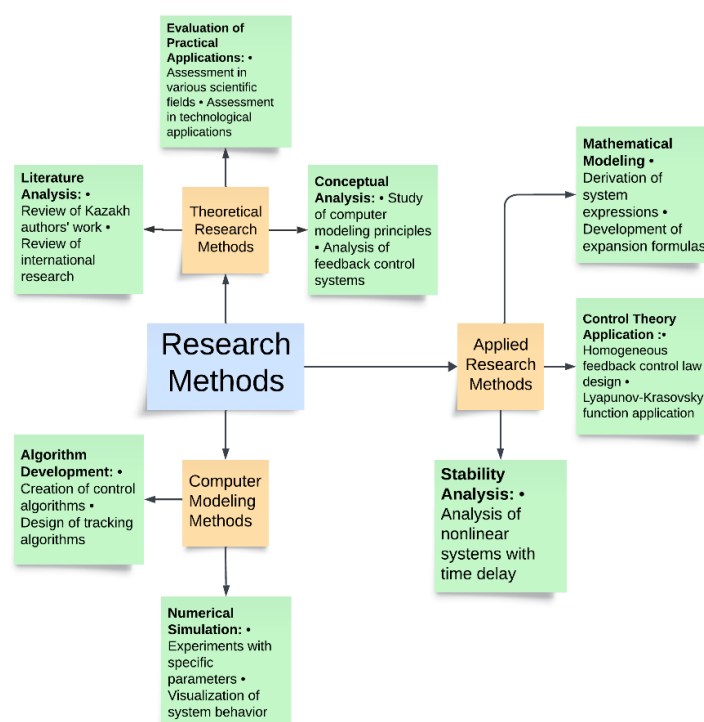 Evaluation of
Practical
Applications: •
Assessment in
various scientific
fields • Assessment
in technological
applications
Literature
Analysis: •
Review of Kazakh
authors' work •
Review of
international
research
Theoretical
Research
Methods
Conceptual
Analysis: • Study
of computer
modeling principles
• Analysis of
feedback control
systems
Mathematical
Modeling •
Derivation of
system
expressions •
Development of
expansion formulas
Research
Methods
Applied
Research
Methods
Control Theory
Application :•
Homogeneous
feedback control law
design •
Lyapunov-Krasovsky
function application
Algorithm
Development: •
Creation of control
algorithms •
Design of tracking
algorithms
Computer
Modeling
Methods
Stability
Analysis: •
Analysis of
nonlinear
systems with
time delay
Numerical
Simulation: •
Experiments with
specific
parameters •
Visualization of
system behavior